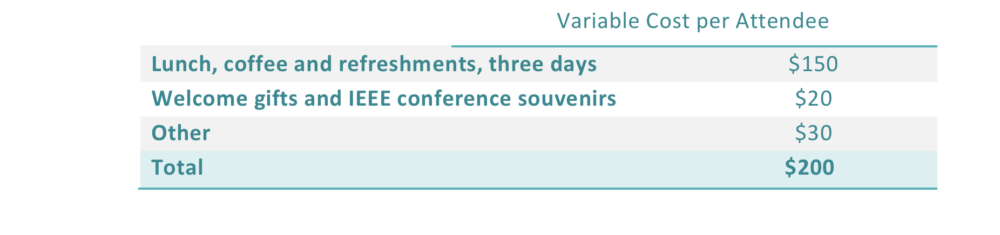 Variable Cost per Attendee
Lunch, coffee and refreshments, three days $150
Welcome gifts and IEEE conference souvenirs $20
Other $30
Total $200